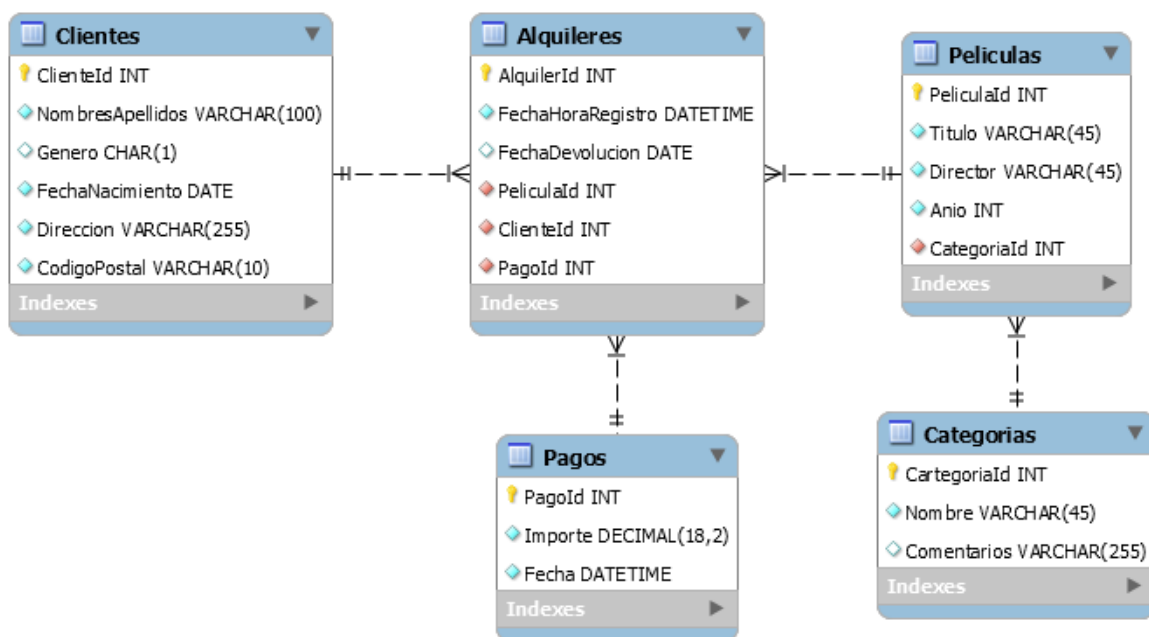 Clientes
ClienteId INT
NombresApellidos VARCHAR(100)
Genero CHAR(1)
FechaNacimiento DATE
Direccion VARCHAR(255)
CodigoPostal VARCHAR(10)
Indexes
Alquileres
AlquilerId INT
FechaHoraRegistro DATETIME
FechaDevolucion DATE
PeliculaId INT
ClienteId INT
PagoId INT
Indexes
Peliculas
PeliculaId INT
Titulo VARCHAR(45)
Director VARCHAR(45)
Anio INT
CategoriaId INT
Indexes
Pagos
PagoId INT
Importe DECIMAL(18,2)
Fecha DATETIME
Indexes
Categorias
CartegoriaId INT
Nombre VARCHAR(45)
Comentarios VARCHAR(255)
Indexes